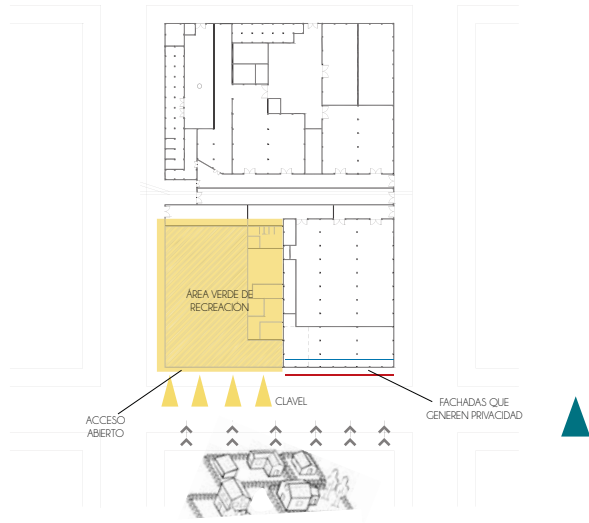 ÁREA VERDE DE
RECREACIÓN
CLAVEL
ACCESO
ABIERTO
FACHADAS QUE
GENEREN PRIVACIDAD